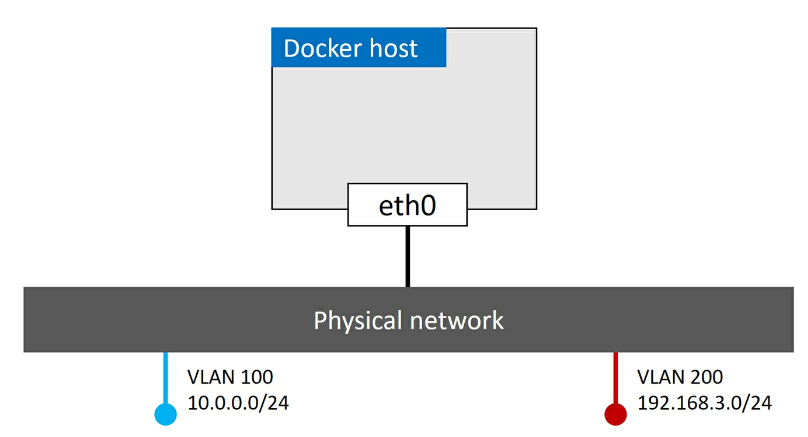 Docker host
eth0
Physical network
VLAN 100
10.0.0.0/24
VLAN 200
192.168.3.0/24